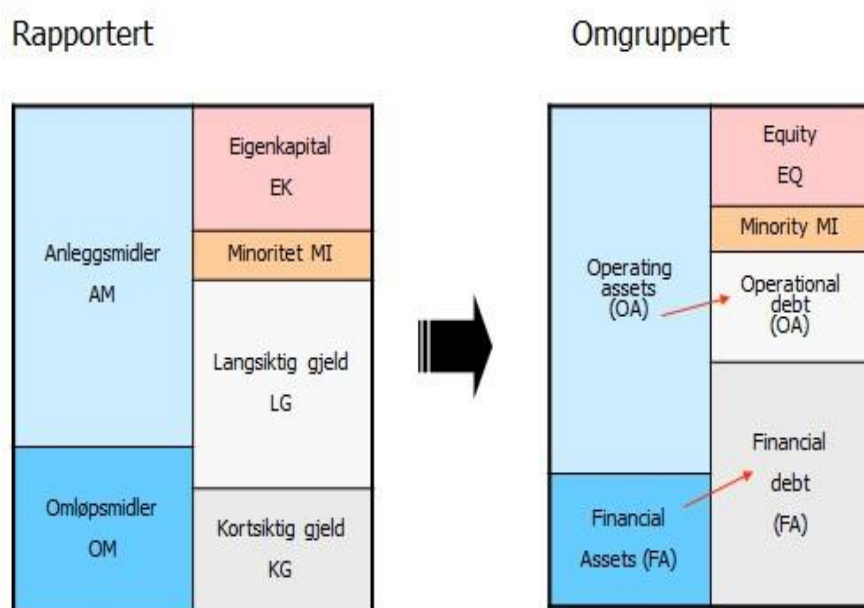 Rapportert
Anleggsmidler
AM
Omløpsmidler
OM
Eigenkapital
EK
Minoritet MI
Langsiktig gjeld
LG
Kortsiktig gjeld
KG
Omgruppert
Operating
assets
(OA)
Financial
Assets (FA)
Equity
EQ
Minority MI
Operational
debt
(OA)
Financial
debt
(FA)